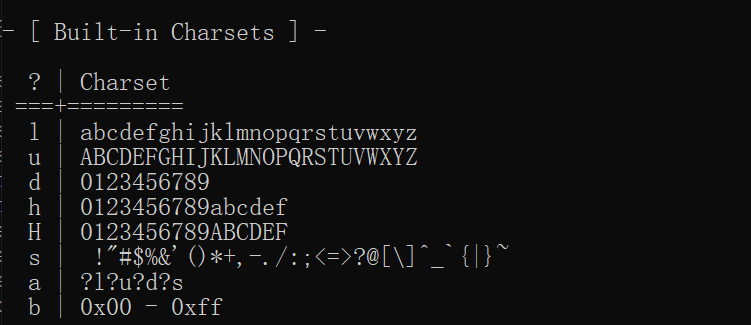 - [ Built-in Charsets ] -
? | Charset
===+=========
l | abcdefghijklmnopqrstuvwxyz
u | ABCDEFGHIJKLMNOPQRSTUVWXYZ
d | 0123456789
h | 0123456789abcdef
H | 0123456789ABCDEF
s |  !"#$%&'()*+,-./:;<=>?@[\]^_`{|}~
a | ?l?u?d?s
b | 0x00 - 0xff